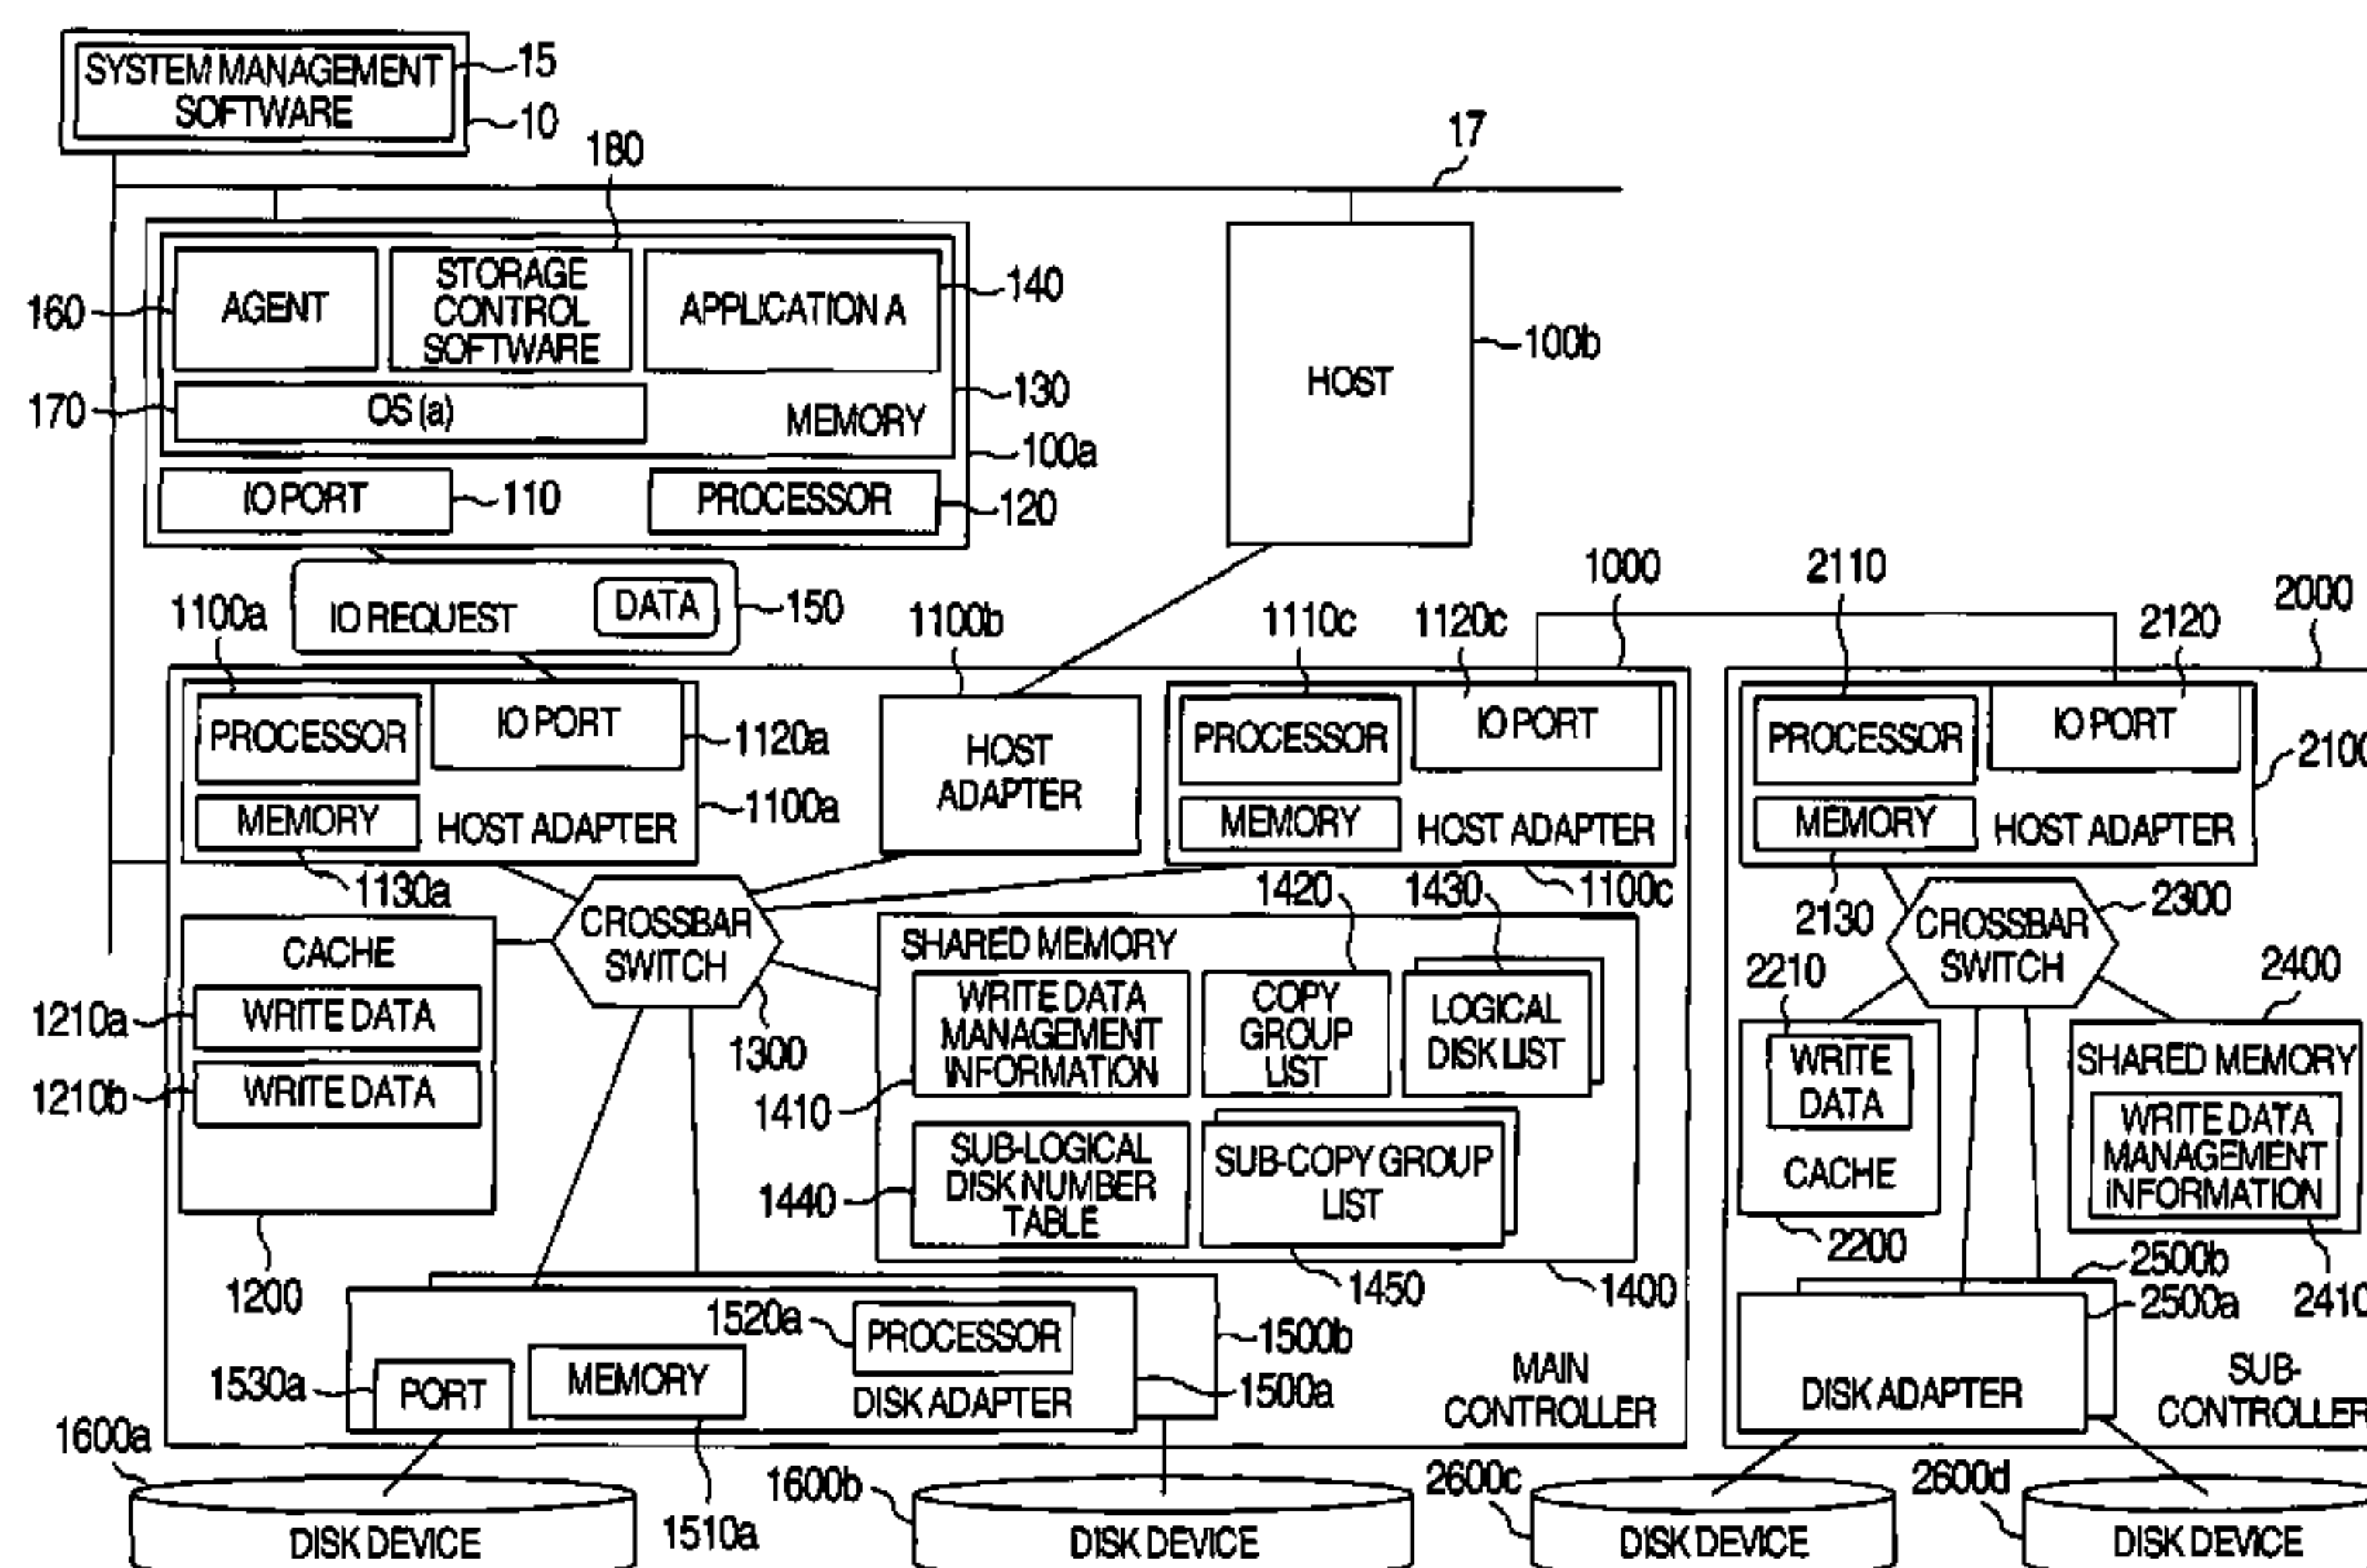 SYSTEM MANAGEMENT
SOFTWARE
15
10
180
17
AGENT
STORAGE
CONTROL
SOFTWARE
APPLICATION A
140
160
HOST
100b
170
OS (a)
MEMORY
130
100a
IO PORT
110
PROCESSOR
120
1000
2110
2000
1100a
IO REQUEST
DATA
150
1100b
1110c
1120c
2120
PROCESSOR
IO PORT
1120a
HOST
ADAPTER
PROCESSOR
IO PORT
PROCESSOR
IO PORT
2100
MEMORY
HOST ADAPTER
1100a
MEMORY
HOST ADAPTER
MEMORY
HOST ADAPTER
1130a
1420
1430
1100c
2130
2300
CACHE
CROSSBAR
SWITCH
1300
SHARED MEMORY
CROSSBAR
SWITCH
2210
2400
1210a
WRITE DATA
WRITE DATA
MANAGEMENT
INFORMATION
COPY
GROUP
LIST
LOGICAL
DISK LIST
1210b
WRITE DATA
1410
WRITE
DATA
CACHE
SHARED MEMORY
WRITE DATA
MANAGEMENT
INFORMATION
1440
SUB-LOGICAL
DISK NUMBER
TABLE
SUB-COPY GROUP
LIST
2200
2500b
1200
1450
1400
2500a
2410
1520a
PROCESSOR
1500b
1530a
PORT
MEMORY
DISK ADAPTER
1500a
MAIN
CONTROLLER
DISK ADAPTER
SUB-
CONTROLLER
1600a
1600b
2600c
2600d
DISK DEVICE
1510a
DISK DEVICE
DISK DEVICE
DISK DEVICE